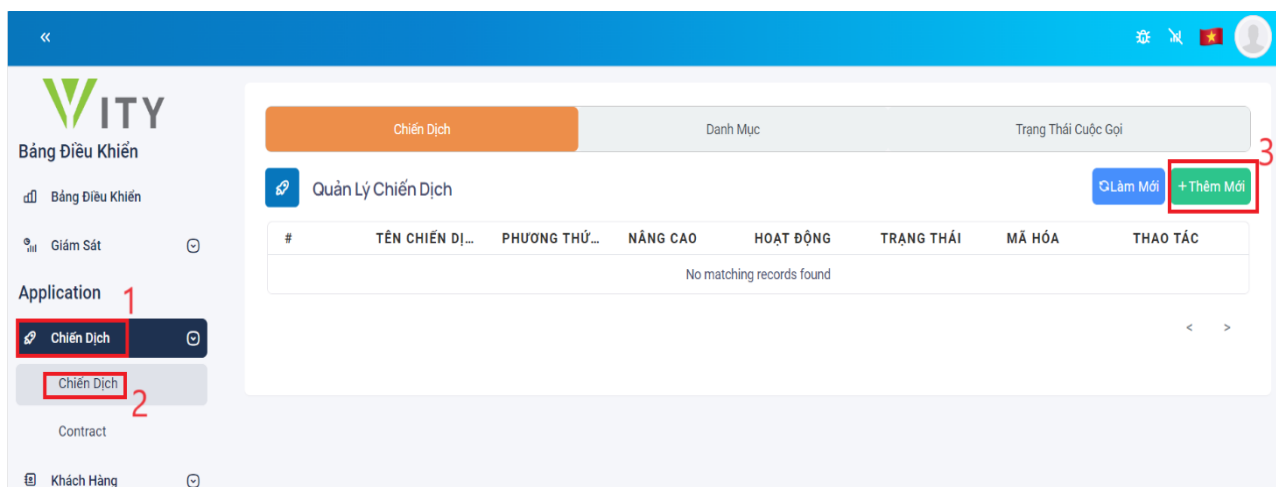 «
VITY
Bảng Điều Khiển
Bảng Điều Khiển
Giám Sát
Application
1
Chiến Dịch
Chiến Dịch
2
Contract
Khách Hàng
Chiến Dịch Danh Mục Trạng Thái Cuộc Gọi
3
Quản Lý Chiến Dịch Làm Mới +Thêm Mới
# TÊN CHIẾN DỊ... PHƯƠNG THỨ... NÂNG CAO HOẠT ĐỘNG TRẠNG THÁI MÃ HÓA THAO TÁC
No matching records found
< >